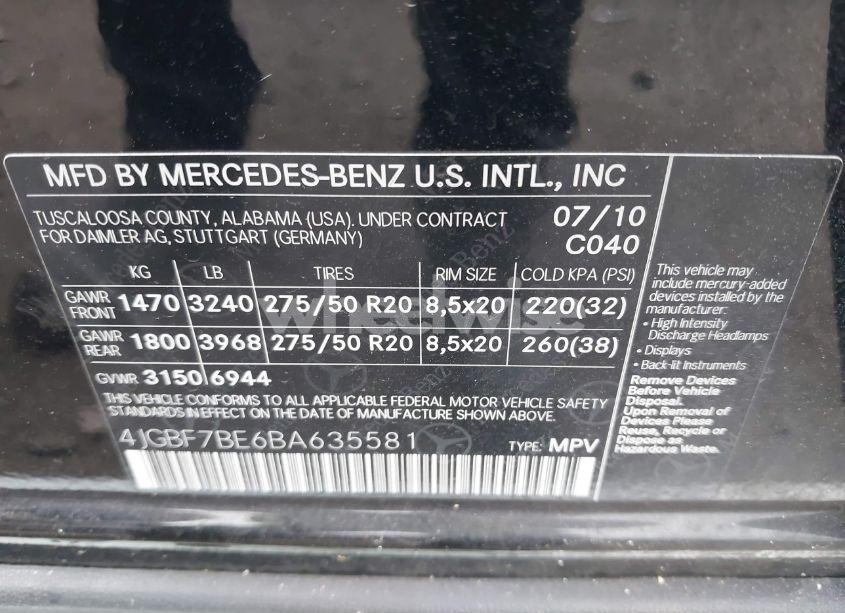 MFD BY MERCEDES-BENZ U.S. INTL., INC
TUSCALOOSA COUNTY, ALABAMA (USA). UNDER CONTRACT
FOR DAIMLER AG, STUTTGART (GERMANY)
07/10
C040
KG LB TIRES RIM SIZE COLD KPA (PSI)
GAWR FRONT 1470 3240 275/50 R20 8,5x20 220(32)
GAWR REAR 1800 3968 275/50 R20 8,5x20 260(38)
GVWR 3150 6944
THIS VEHICLE CONFORMS TO ALL APPLICABLE FEDERAL MOTOR VEHICLE SAFETY
STANDARDS IN EFFECT ON THE DATE OF MANUFACTURE SHOWN ABOVE.
4JGBF7BE6BA635581 TYPE: MPV
This vehicle may
include mercury-added
devices installed by the
manufacturer:
• High Intensity
Discharge Headlamps
• Displays
• Back-lit Instruments
Remove Devices
Before Vehicle
Disposal.
Upon Removal of
Devices Please
Reuse, Recycle or
Dispose as
Hazardous Waste.
wheelwise